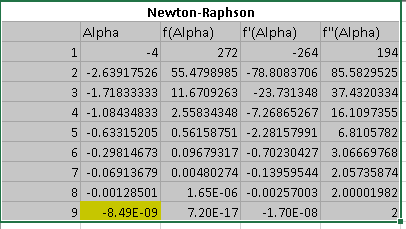 Newton-Raphson
Alpha f(Alpha) f'(Alpha) f"(Alpha)
1 -4 272 -264 194
2 -2.63917526 55.4798985 -78.8083706 85.5829525
3 -1.71833333 11.6709263 -23.731348 37.4320334
4 -1.08434833 2.55834348 -7.26865267 16.1097355
5 -0.63315205 0.56158751 -2.28157991 6.8105782
6 -0.29814673 0.09679317 -0.70230427 3.06669768
7 -0.06913679 0.00480274 -0.13959544 2.05735874
8 -0.00128501 1.65E-06 -0.00257003 2.00001982
9 -8.49E-09 7.20E-17 -1.70E-08 2